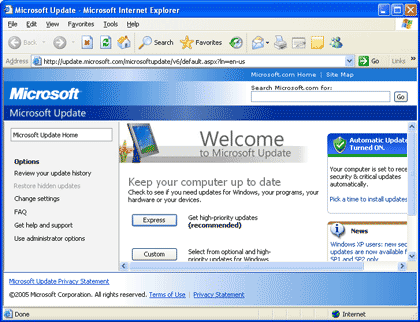 Microsoft Update - Microsoft Internet Explorer
File Edit View Favorites Tools Help
Back Search Favorites
Address http://update.microsoft.com/microsoftupdate/v6/default.aspx?ln=en-us Go Links
Microsoft.com Home | Site Map
Microsoft
Search Microsoft.com for:
Go
Microsoft Update
Microsoft Update Home
Options
Review your update history
Restore hidden updates
Change settings
FAQ
Get help and support
Use administrator options
Welcome
to Microsoft Update
Keep your computer up to date
Check to see if you need updates for Windows, your programs, your
hardware or your devices.
Express
Get high-priority updates
(recommended)
Custom
Select from optional and high-
priority updates for Windows
Automatic Update
Turned ON.
Your computer is set to rece
security & critical updates
automatically.
Pick a time to install updates
News
Windows XP users: new sec
updates are now available f
SP1 and SP2 only.
Microsoft Update Privacy Statement
©2005 Microsoft Corporation. All rights reserved. Terms of Use | Privacy Statement
Done Internet